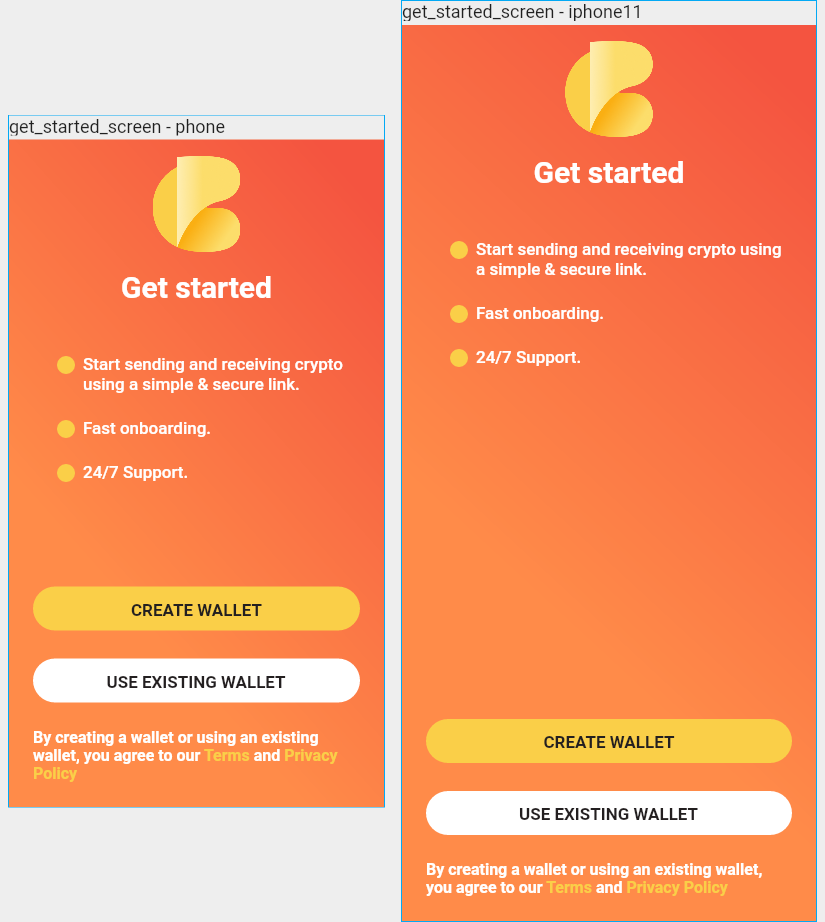 get_started_screen - phone
Get started
Start sending and receiving crypto
using a simple & secure link.
Fast onboarding.
24/7 Support.
CREATE WALLET
USE EXISTING WALLET
By creating a wallet or using an existing
wallet, you agree to our Terms and Privacy
Policy
get_started_screen - iphone11
Get started
Start sending and receiving crypto using
a simple & secure link.
Fast onboarding.
24/7 Support.
CREATE WALLET
USE EXISTING WALLET
By creating a wallet or using an existing wallet,
you agree to our Terms and Privacy Policy